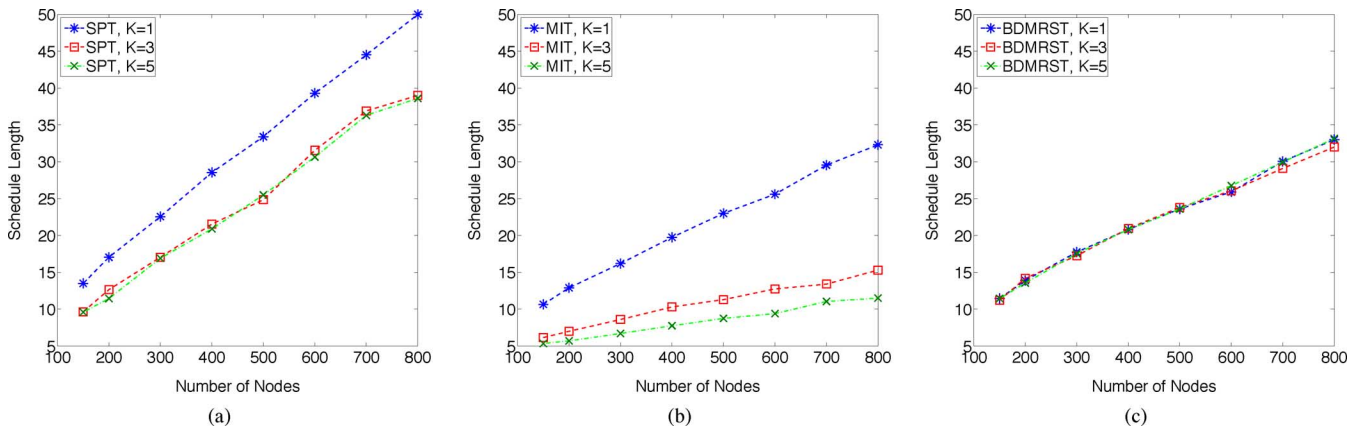 50
45
40
35
30
25
20
15
10
5
Schedule Length
SPT, K=1
SPT, K=3
SPT, K=5
100 200 300 400 500 600 700 800
Number of Nodes
(a)
50
45
40
35
30
25
20
15
10
5
Schedule Length
MIT, K=1
MIT, K=3
MIT, K=5
100 200 300 400 500 600 700 800
Number of Nodes
(b)
50
45
40
35
30
25
20
15
10
5
Schedule Length
BDMRST, K=1
BDMRST, K=3
BDMRST, K=5
100 200 300 400 500 600 700 800
Number of Nodes
(c)